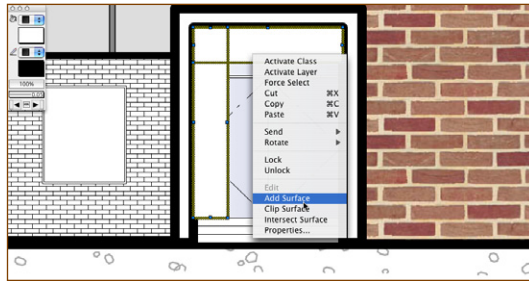 Activate Class
Activate Layer
Force Select
Cut ⌘X
Copy ⌘C
Paste ⌘V
Send
Rotate
Lock
Unlock
Edit
Add Surface
Clip Surface
Intersect Surface
Properties...
100%